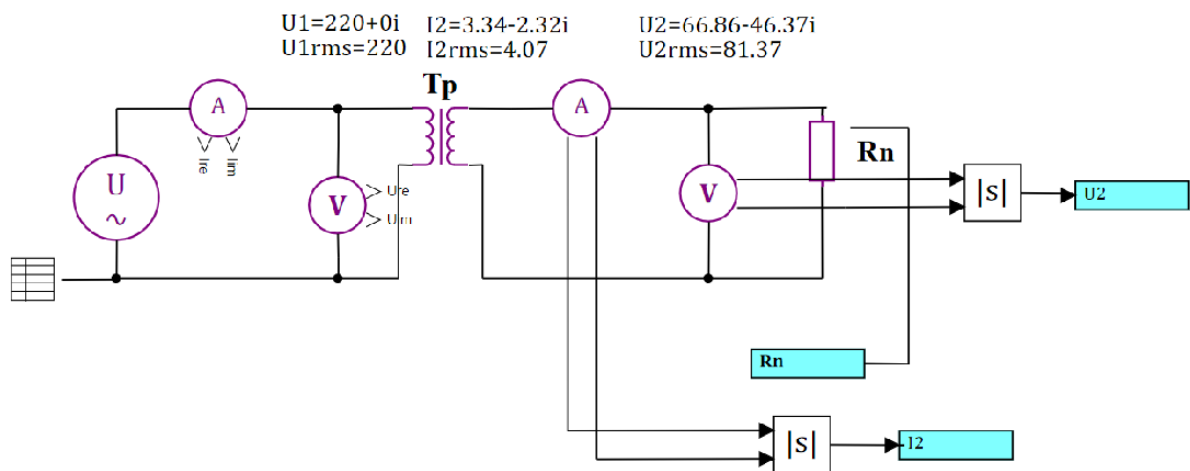 U1=220+0i I2=3.34-2.32i U2=66.86-46.37i
U1rms=220 I2rms=4.07 U2rms=81.37
Tp
A
A
Rn
Ire
Iim
U
V
Ure
Uim
V
|s|
U2
Rn
|s|
I2